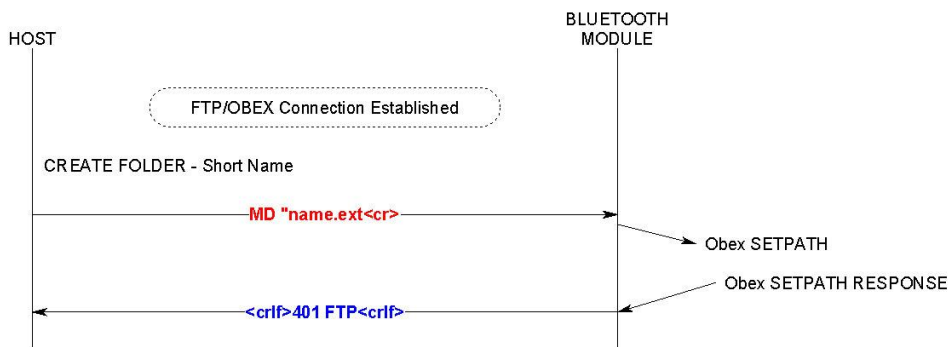 HOST
BLUETOOTH
MODULE
FTP/OBEX Connection Established
CREATE FOLDER - Short Name
MD "name.ext<cr>
Obex SETPATH
Obex SETPATH RESPONSE
<crlf>401 FTP<crlf>